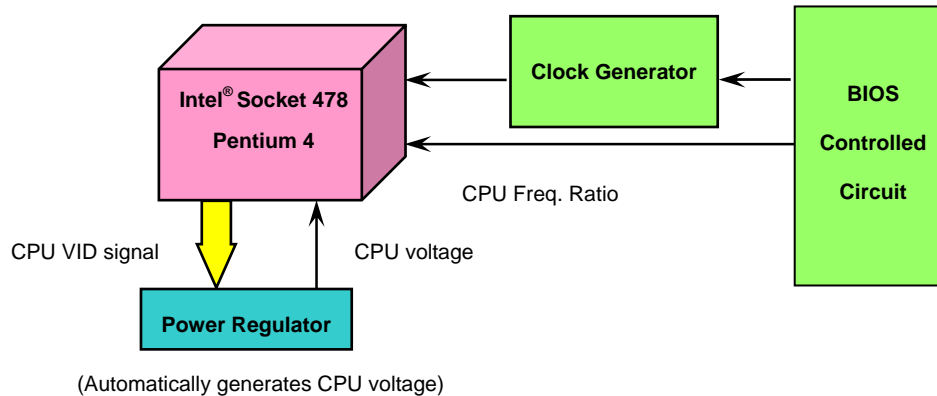 Intel® Socket 478
Pentium 4
Clock Generator
BIOS
Controlled
Circuit
CPU Freq. Ratio
CPU VID signal
CPU voltage
Power Regulator
(Automatically generates CPU voltage)